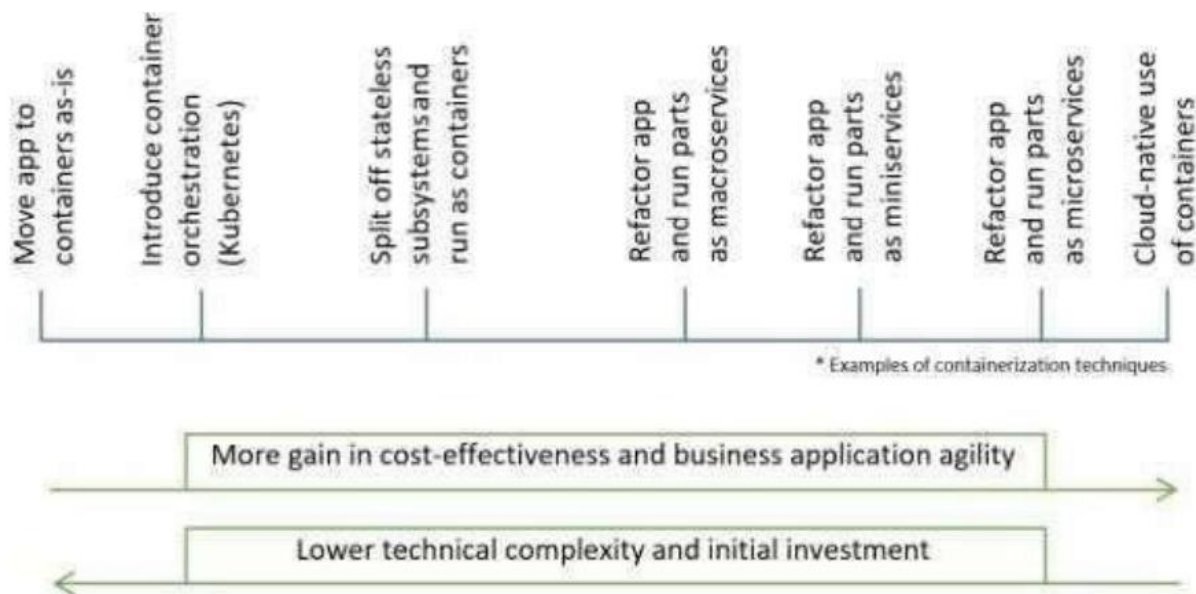 Move app to
containers as-is
Introduce container
orchestration
(Kubernetes)
Split off stateless
subsystems and
run as containers
Refactor app
and run parts
as macroservices
Refactor app
and run parts
as miniservices
Refactor app
and run parts
as microservices
Cloud-native use
of containers
* Examples of containerization techniques
More gain in cost-effectiveness and business application agility
Lower technical complexity and initial investment